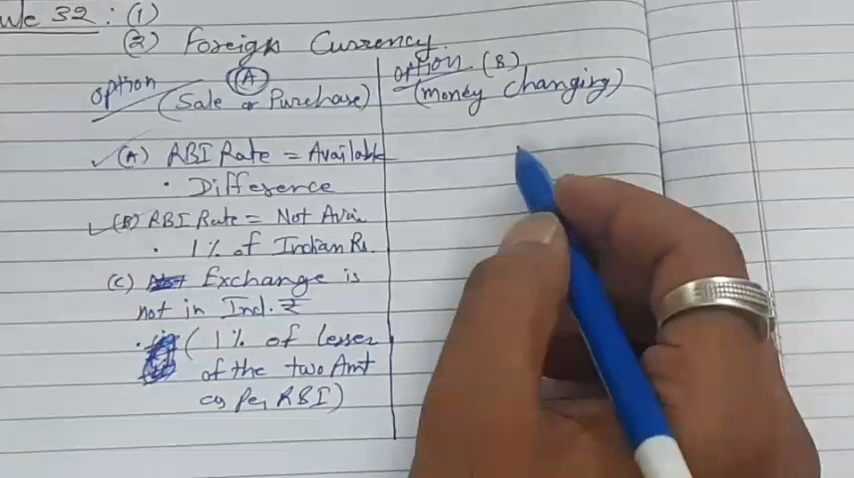 ule 32 : (1)
(2) Foreign Currency.
option (A)
(Sale or Purchase)
(A) RBI Rate = Available
• Difference
(B) RBI Rate = Not Avai
• 1% of Indian Rs
(C) Exchange is
not in Ind. ₹
• (1% of lesser
of the two Amt
as per RBI)
option (B)
(money changing)